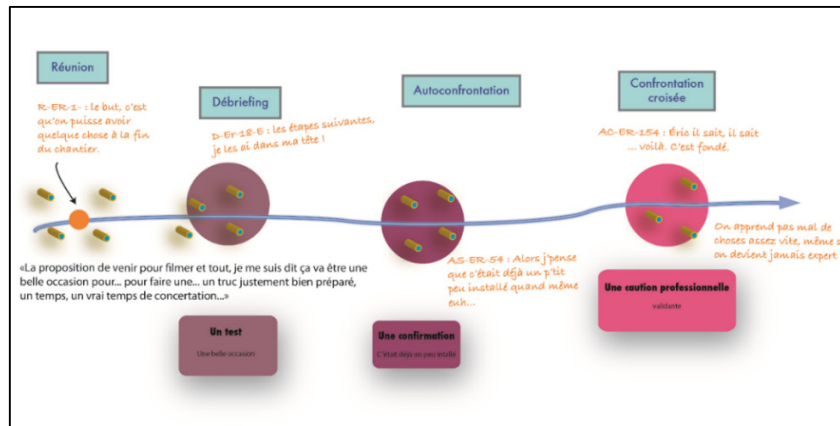 Réunion
R-ER-1- : le but, c'est
qu'on puisse avoir
quelque chose à la fin
du chantier.
Débriefing
D-Er-18-E : les étapes suivantes,
je les ai dans ma tête !
Autoconfrontation
Confrontation
croisée
AC-ER-154 : Éric il sait, il sait
.... voilà. C'est fondé.
«La proposition de venir pour filmer et tout, je me suis dit ça va être une
belle occasion pour... pour faire une... un truc justement bien préparé,
un temps, un vrai temps de concertation...»
AS-ER-54 : Alors j'pense
que c'était déjà un p'tit
peu installé quand même
euh...
On apprend pas mal de
choses assez vite, même s
on devient jamais expert
Un test
Une belle occasion
Une confirmation
C'était déjà un peu
Une caution professionnelle
validante